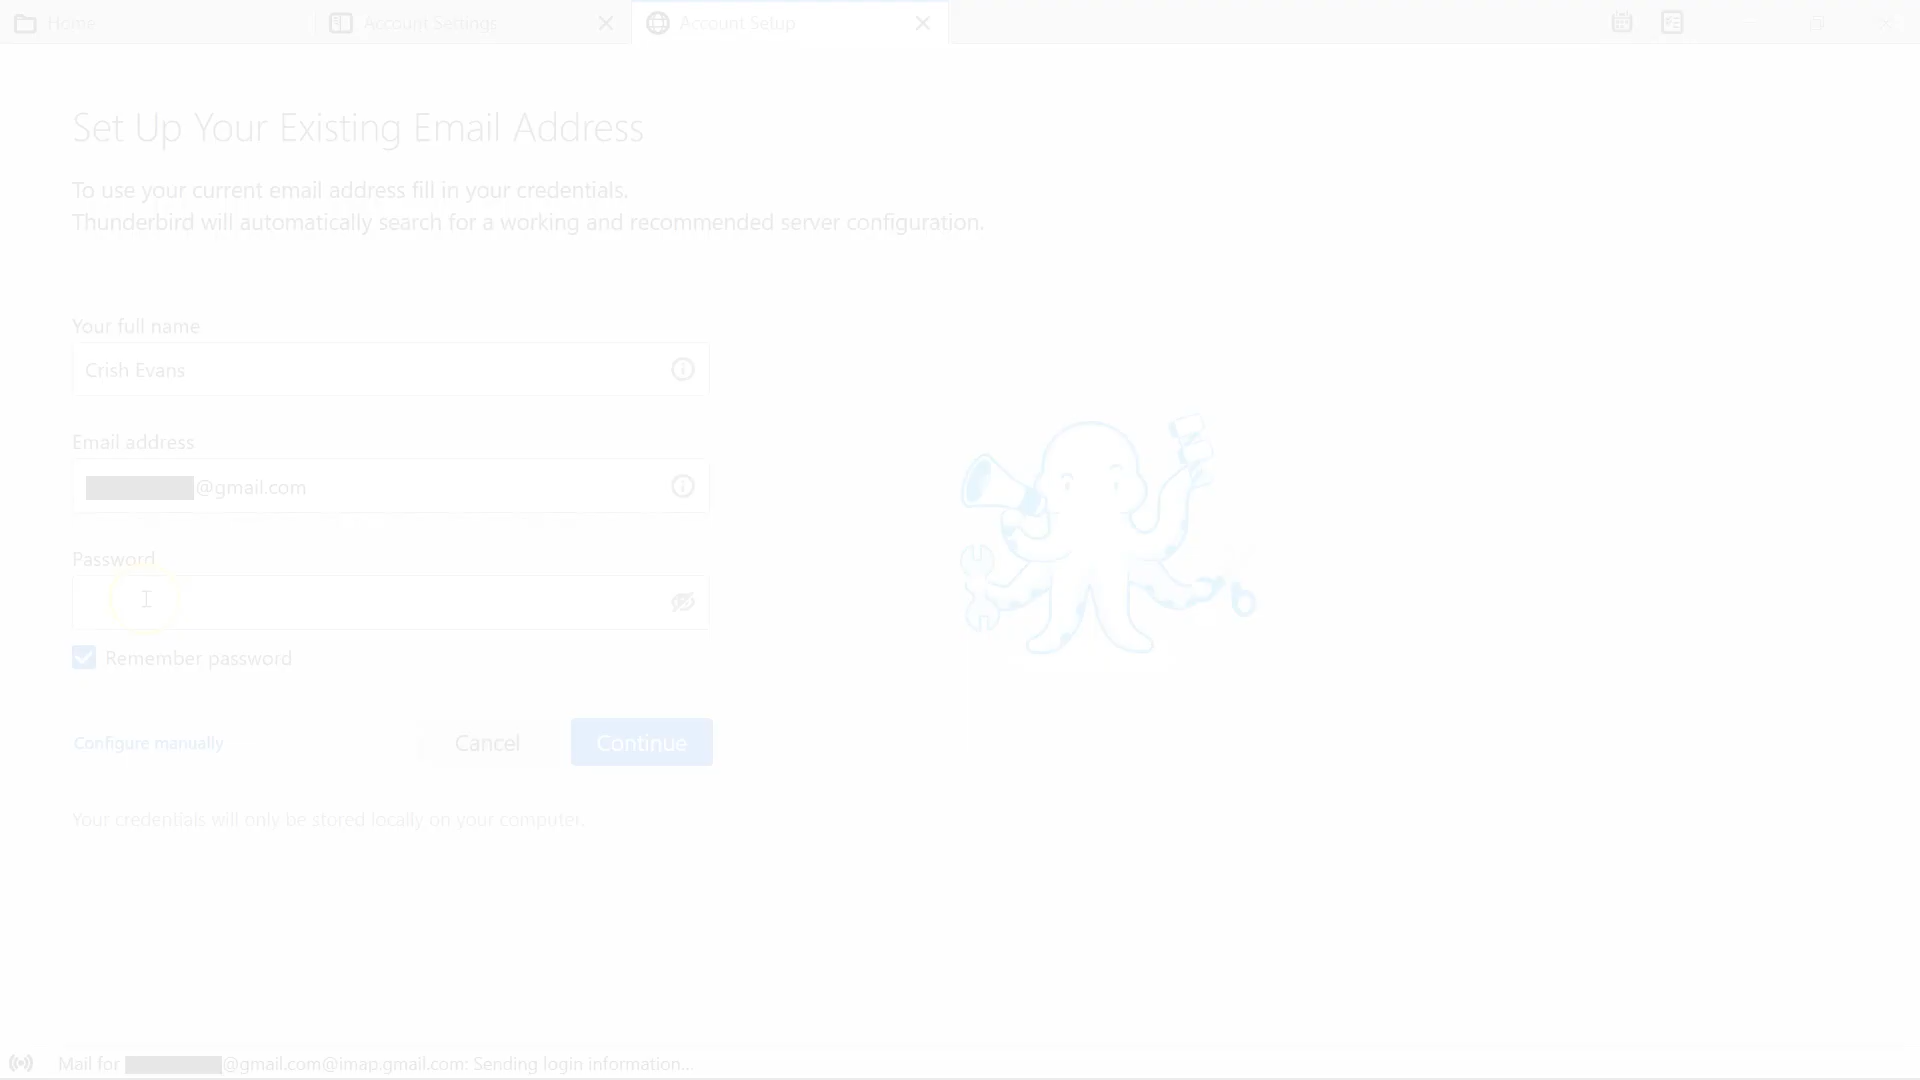 Home
Account Settings
Account Setup
Set Up Your Existing Email Address
To use your current email address fill in your credentials.
Thunderbird will automatically search for a working and recommended server configuration.
Your full name
Crish Evans
Email address
@gmail.com
Password
Remember password
Configure manually
Cancel
Continue
Your credentials will only be stored locally on your computer.
Mail for @gmail.com@imap.gmail.com: Sending login information...